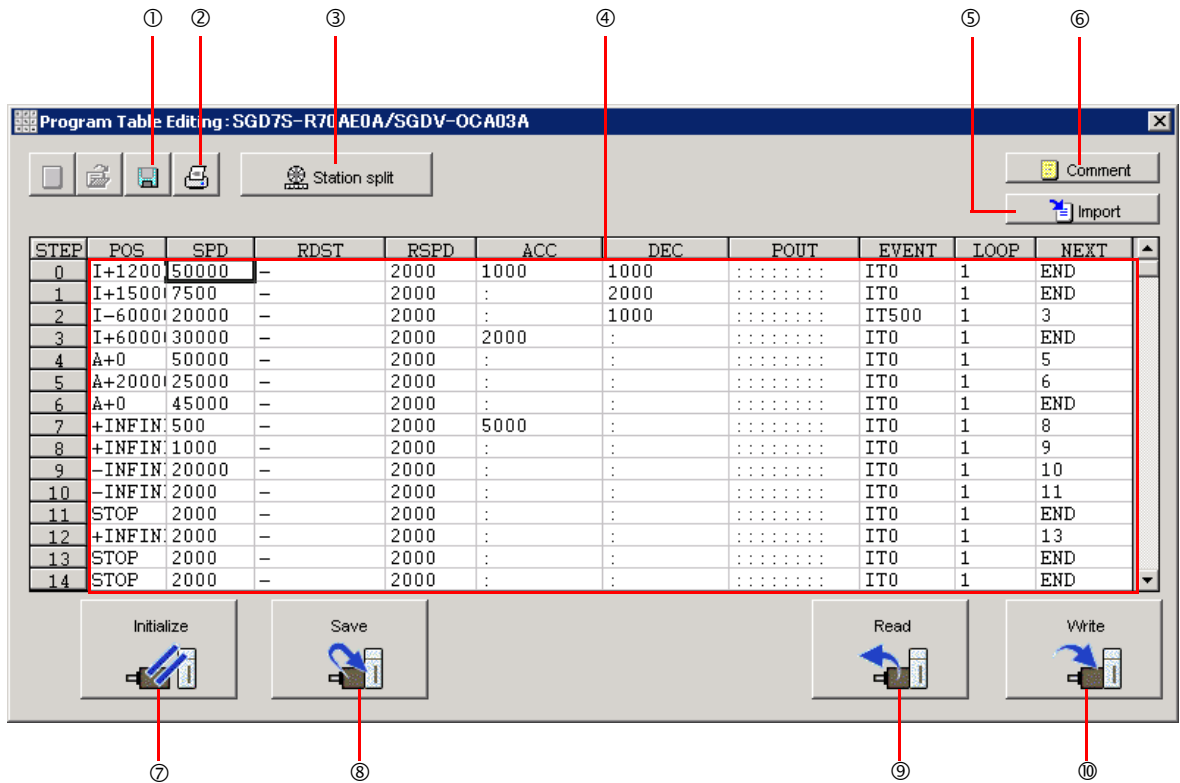 ① ② ③ ④ ⑤ ⑥
Program Table Editing : SGD7S-R70AE0A/SGDV-OCA03A
Station split
Comment
Import
STEP POS SPD RDST RSPD ACC DEC POUT EVENT LOOP NEXT
0 I+1200 50000 - 2000 1000 1000 : : : : : : : : IT0 1 END
1 I+1500 7500 - 2000 : 2000 : : : : : : : : IT0 1 END
2 I-6000 20000 - 2000 : 1000 : : : : : : : : IT500 1 3
3 I+6000 30000 - 2000 2000 : : : : : : : : : IT0 1 END
4 A+0 50000 - 2000 : : : : : : : : : : IT0 1 5
5 A+2000 25000 - 2000 : : : : : : : : : : IT0 1 6
6 A+0 45000 - 2000 : : : : : : : : : : IT0 1 END
7 +INFIN 500 - 2000 5000 : : : : : : : : : IT0 1 8
8 +INFIN 1000 - 2000 : : : : : : : : : : IT0 1 9
9 -INFIN 20000 - 2000 : : : : : : : : : : IT0 1 10
10 -INFIN 2000 - 2000 : : : : : : : : : : IT0 1 11
11 STOP 2000 - 2000 : : : : : : : : : : IT0 1 END
12 +INFIN 2000 - 2000 : : : : : : : : : : IT0 1 13
13 STOP 2000 - 2000 : : : : : : : : : : IT0 1 END
14 STOP 2000 - 2000 : : : : : : : : : : IT0 1 END
Initialize Save Read Write
⑦ ⑧ ⑨ ⑩